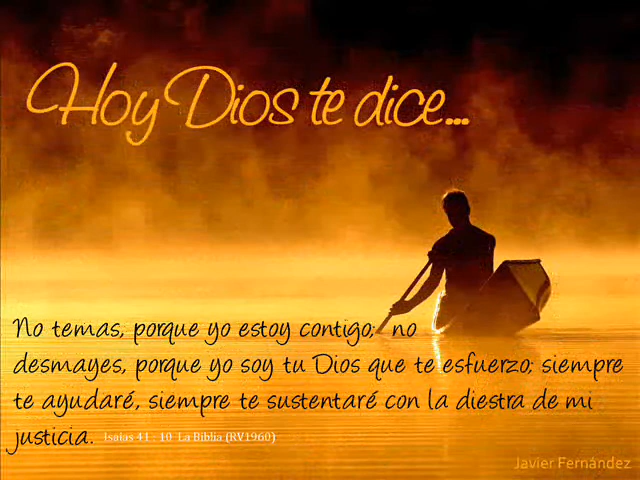 Hoy Dios te dice...
No temas, porque yo estoy contigo; no
desmayes, porque yo soy tu Dios que te esfuerzo; siempre
te ayudaré, siempre te sustentaré con la diestra de mi
justicia. Isaías 41 : 10 La Biblia (RV1960)
Javier Fernández